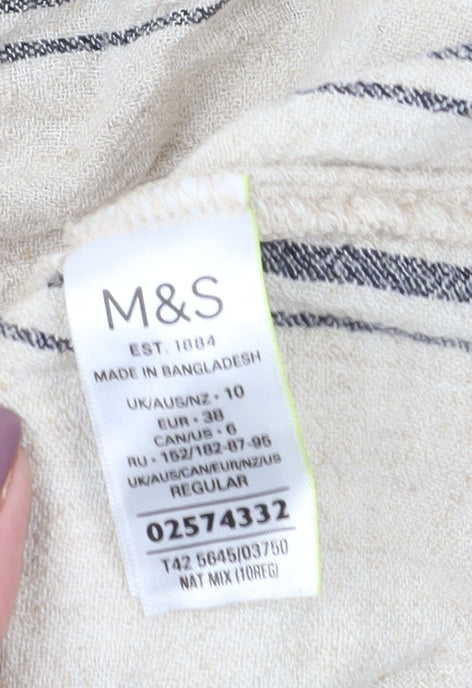 M&S
EST. 1884
MADE IN BANGLADESH
UK/AUS/NZ • 10
EUR • 38
CAN/US • 6
RU • 152/182-87-95
UK/AUS/CAN/EUR/NZ/US
REGULAR
02574332
T42 5645/03750
NAT MIX (10REG)